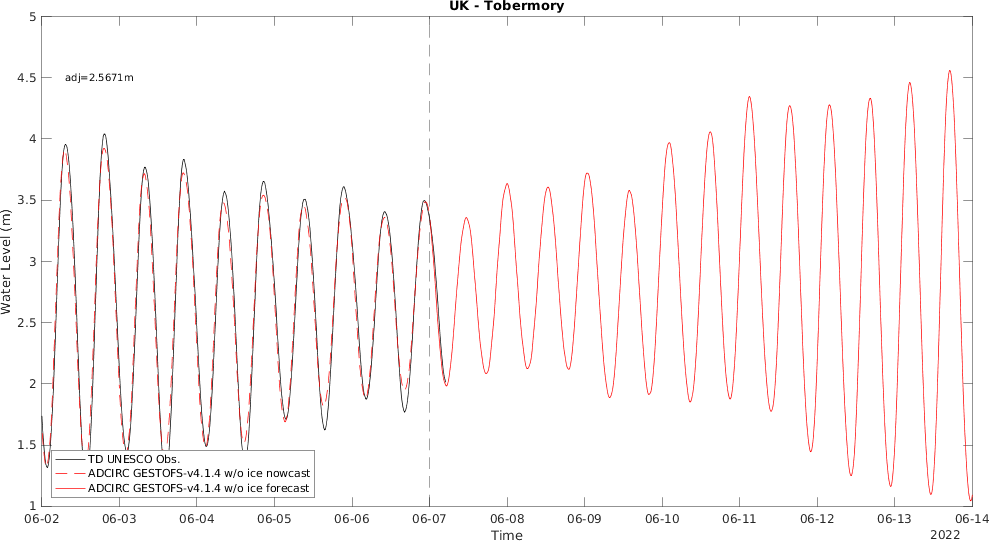 UK - Tobermory
5
4.5
4
3.5
3
2.5
2
1.5
1
Water Level (m)
adj=2.5671m
TD UNESCO Obs.
ADCIRC GESTOFS-v4.1.4 w/o ice nowcast
ADCIRC GESTOFS-v4.1.4 w/o ice forecast
06-02 06-03 06-04 06-05 06-06 06-07 06-08 06-09 06-10 06-11 06-12 06-13 06-14
Time
2022